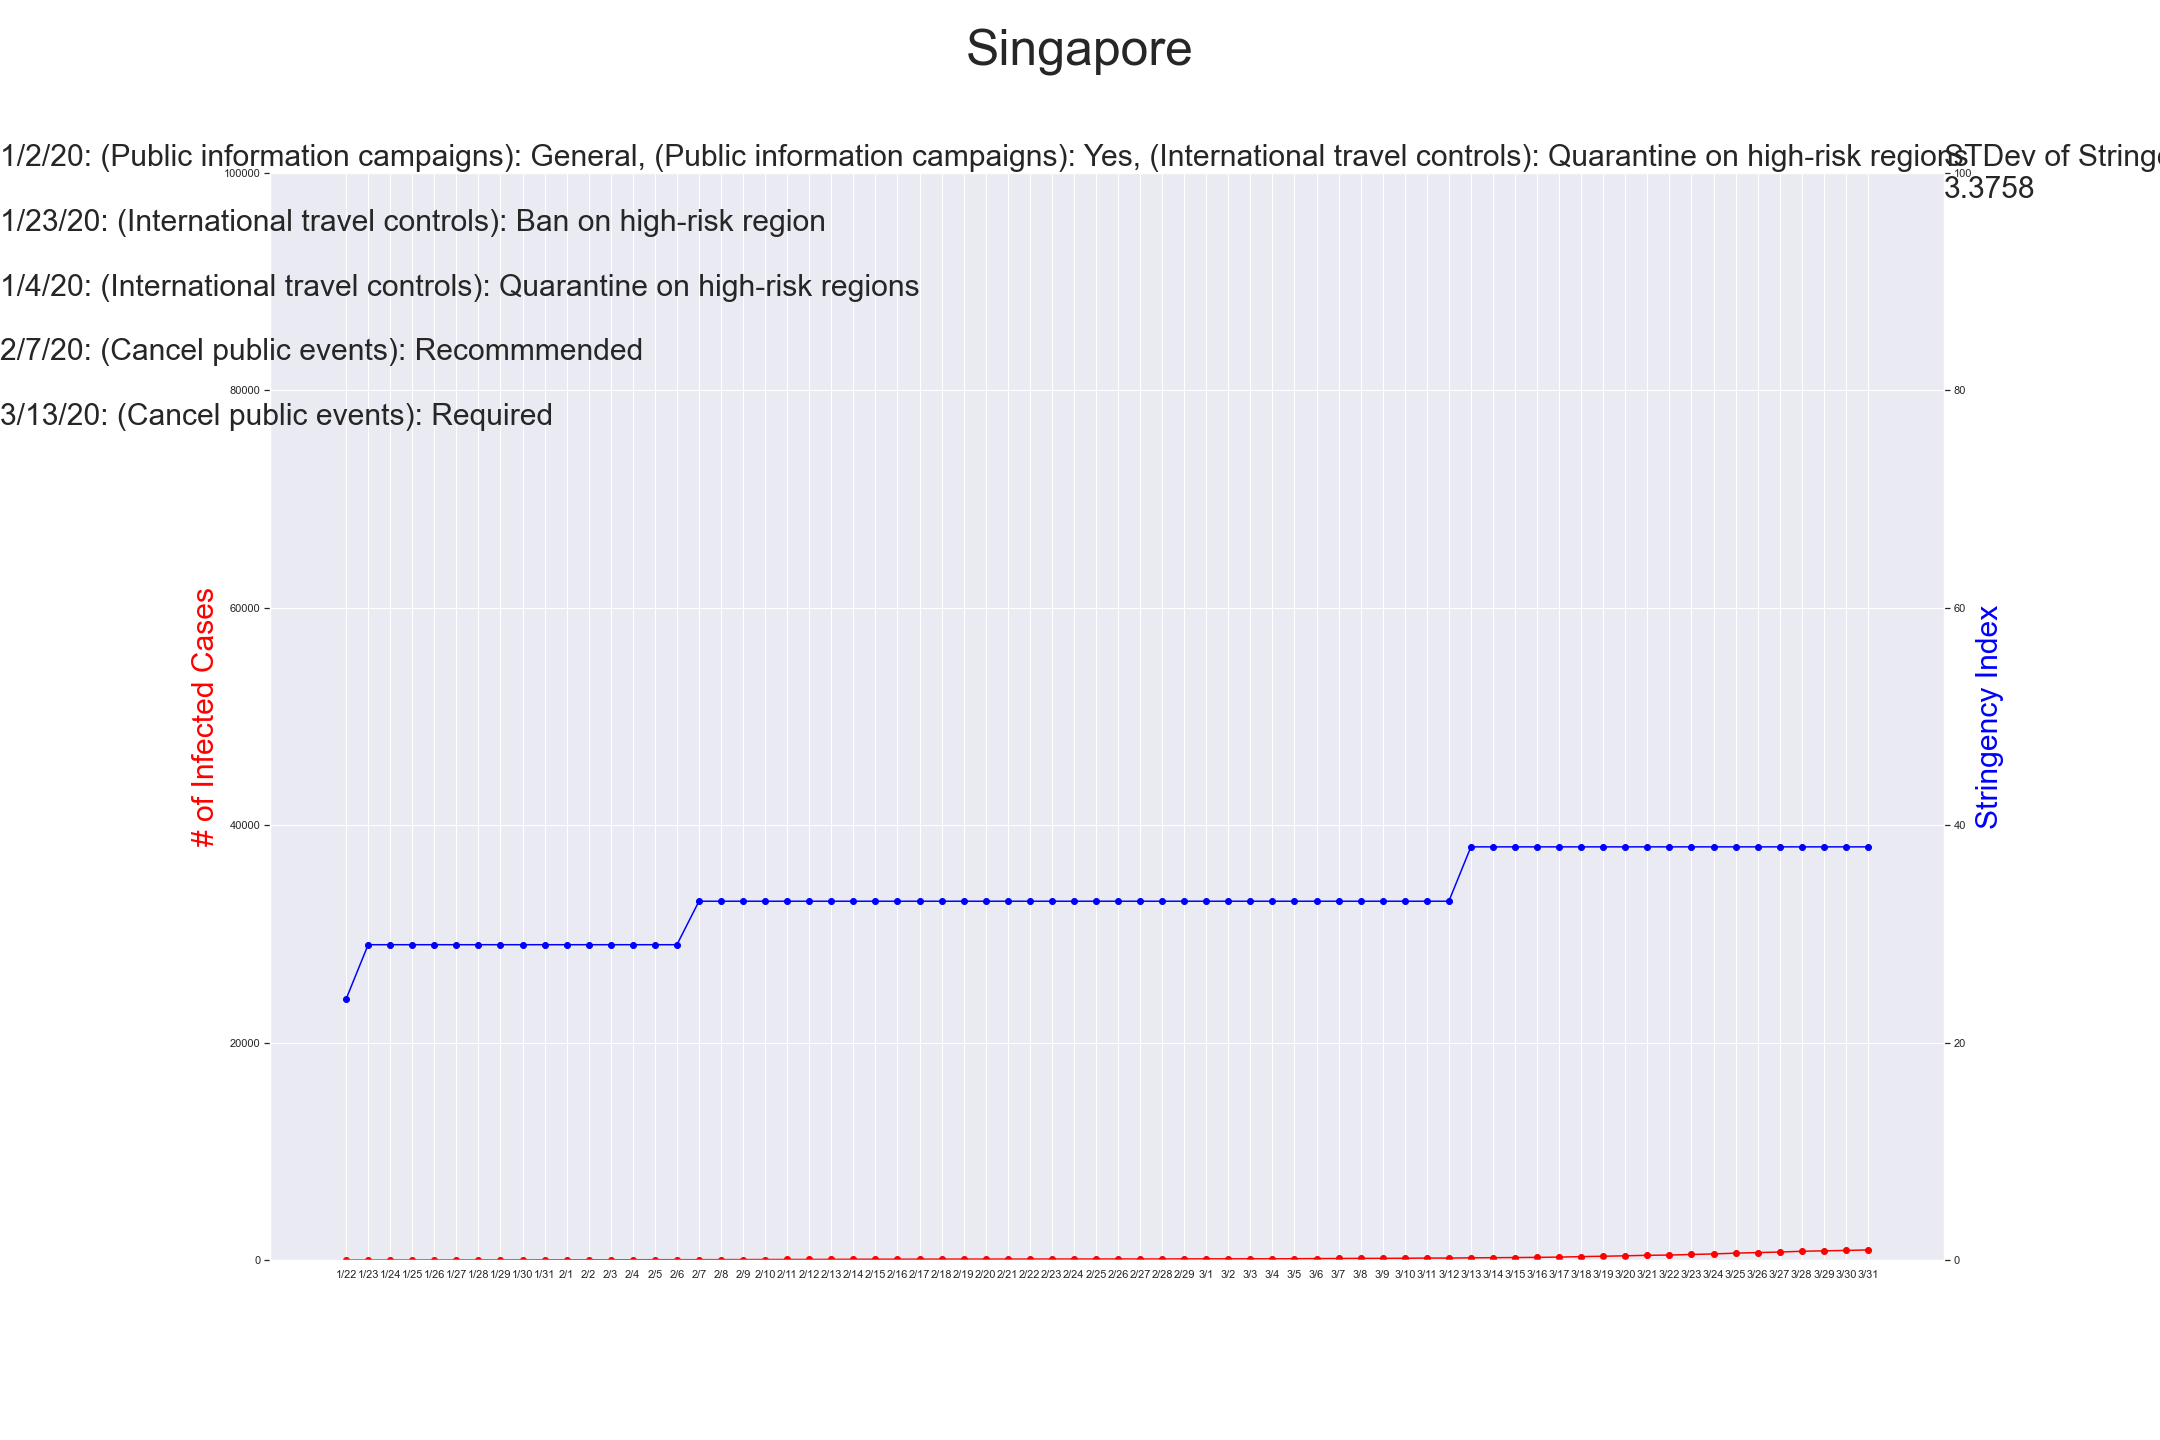 Singapore
1/2/20: (Public information campaigns): General, (Public information campaigns): Yes, (International travel controls): Quarantine on high-risk regions
STDev of Stringe
3.3758
1/23/20: (International travel controls): Ban on high-risk region
1/4/20: (International travel controls): Quarantine on high-risk regions
2/7/20: (Cancel public events): Recommmended
3/13/20: (Cancel public events): Required
100000
80000
60000
40000
20000
0
# of Infected Cases
100
80
60
40
20
0
Stringency Index
1/22 1/23 1/24 1/25 1/26 1/27 1/28 1/29 1/30 1/31 2/1 2/2 2/3 2/4 2/5 2/6 2/7 2/8 2/9 2/10 2/11 2/12 2/13 2/14 2/15 2/16 2/17 2/18 2/19 2/20 2/21 2/22 2/23 2/24 2/25 2/26 2/27 2/28 2/29 3/1 3/2 3/3 3/4 3/5 3/6 3/7 3/8 3/9 3/10 3/11 3/12 3/13 3/14 3/15 3/16 3/17 3/18 3/19 3/20 3/21 3/22 3/23 3/24 3/25 3/26 3/27 3/28 3/29 3/30 3/31